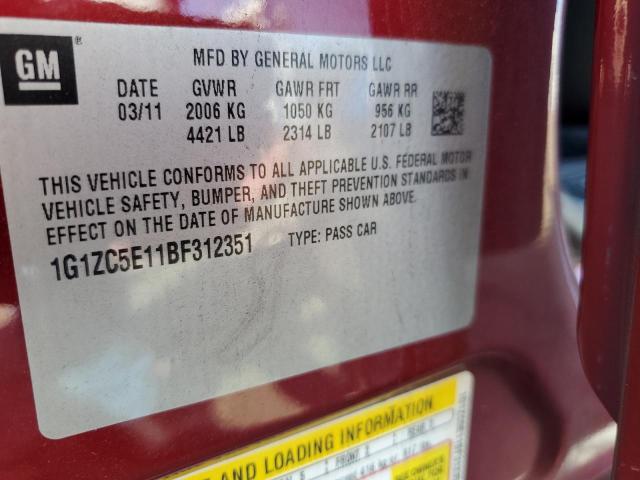 GM
MFD BY GENERAL MOTORS LLC
DATE GVWR GAWR FRT GAWR RR
03/11 2006 KG 1050 KG 956 KG
4421 LB 2314 LB 2107 LB
THIS VEHICLE CONFORMS TO ALL APPLICABLE U.S. FEDERAL MOTOR
VEHICLE SAFETY, BUMPER, AND THEFT PREVENTION STANDARDS IN
EFFECT ON THE DATE OF MANUFACTURE SHOWN ABOVE.
1G1ZC5E11BF312351 TYPE: PASS CAR
AND LOADING INFORMATION